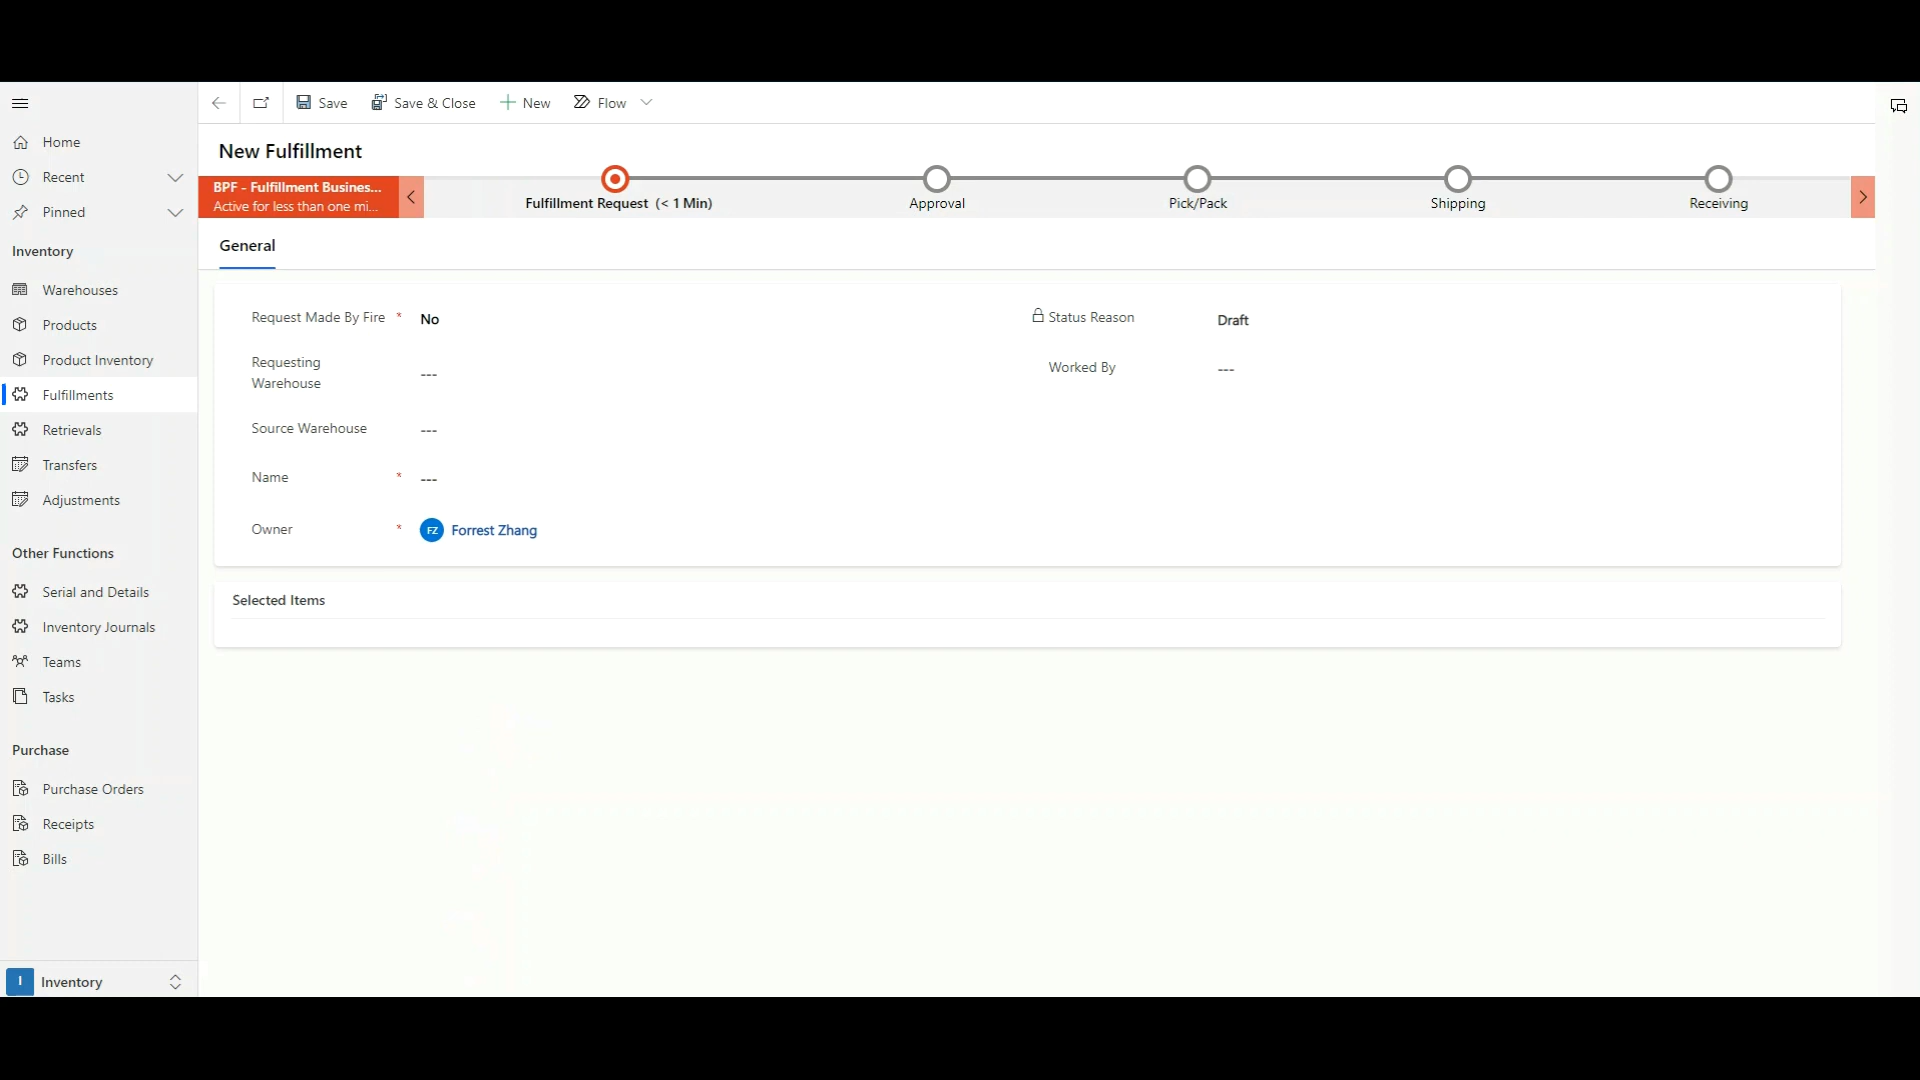 Save
Save & Close
New
Flow
Home
Recent
Pinned
Inventory
Warehouses
Products
Product Inventory
Fulfillments
Retrievals
Transfers
Adjustments
Other Functions
Serial and Details
Inventory Journals
Teams
Tasks
Purchase
Purchase Orders
Receipts
Bills
I
Inventory
New Fulfillment
BPF - Fulfillment Busines...
Active for less than one mi...
Fulfillment Request (< 1 Min)
Approval
Pick/Pack
Shipping
Receiving
General
Request Made By Fire * No
Requesting
Warehouse
---
Source Warehouse ---
Name * ---
Owner * FZ Forrest Zhang
Status Reason Draft
Worked By ---
Selected Items